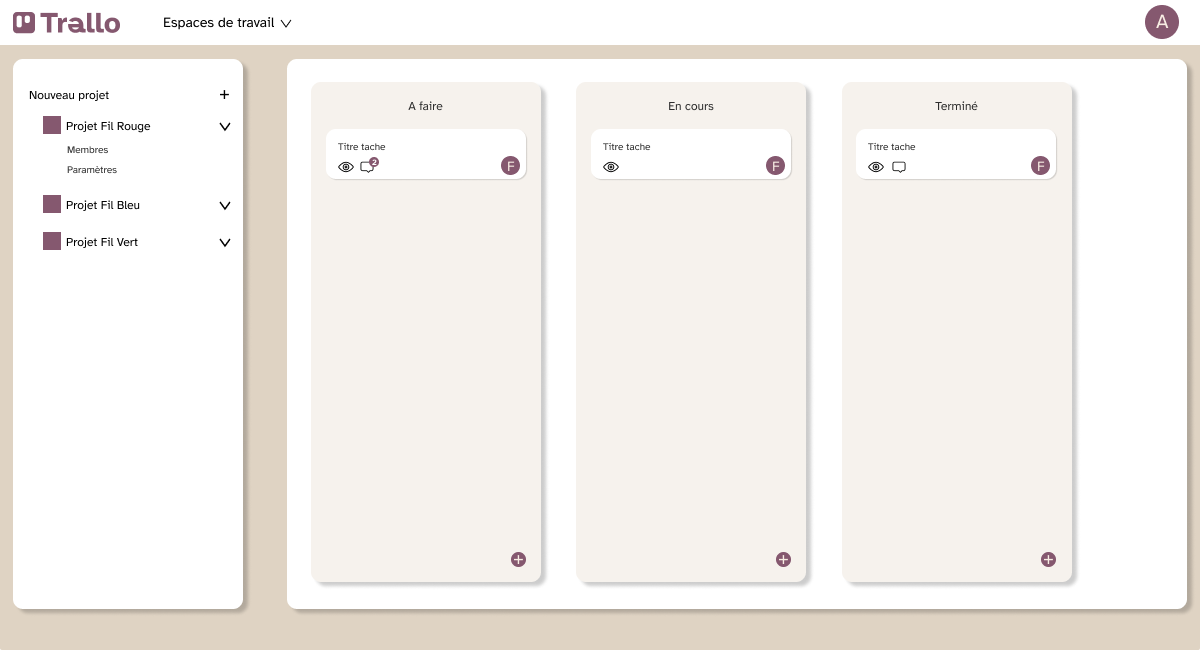 Trallo
Espaces de travail
A
Nouveau projet
Projet Fil Rouge
Membres
Paramètres
Projet Fil Bleu
Projet Fil Vert
A faire
Titre tache
2
F
En cours
Titre tache
F
Terminé
Titre tache
F